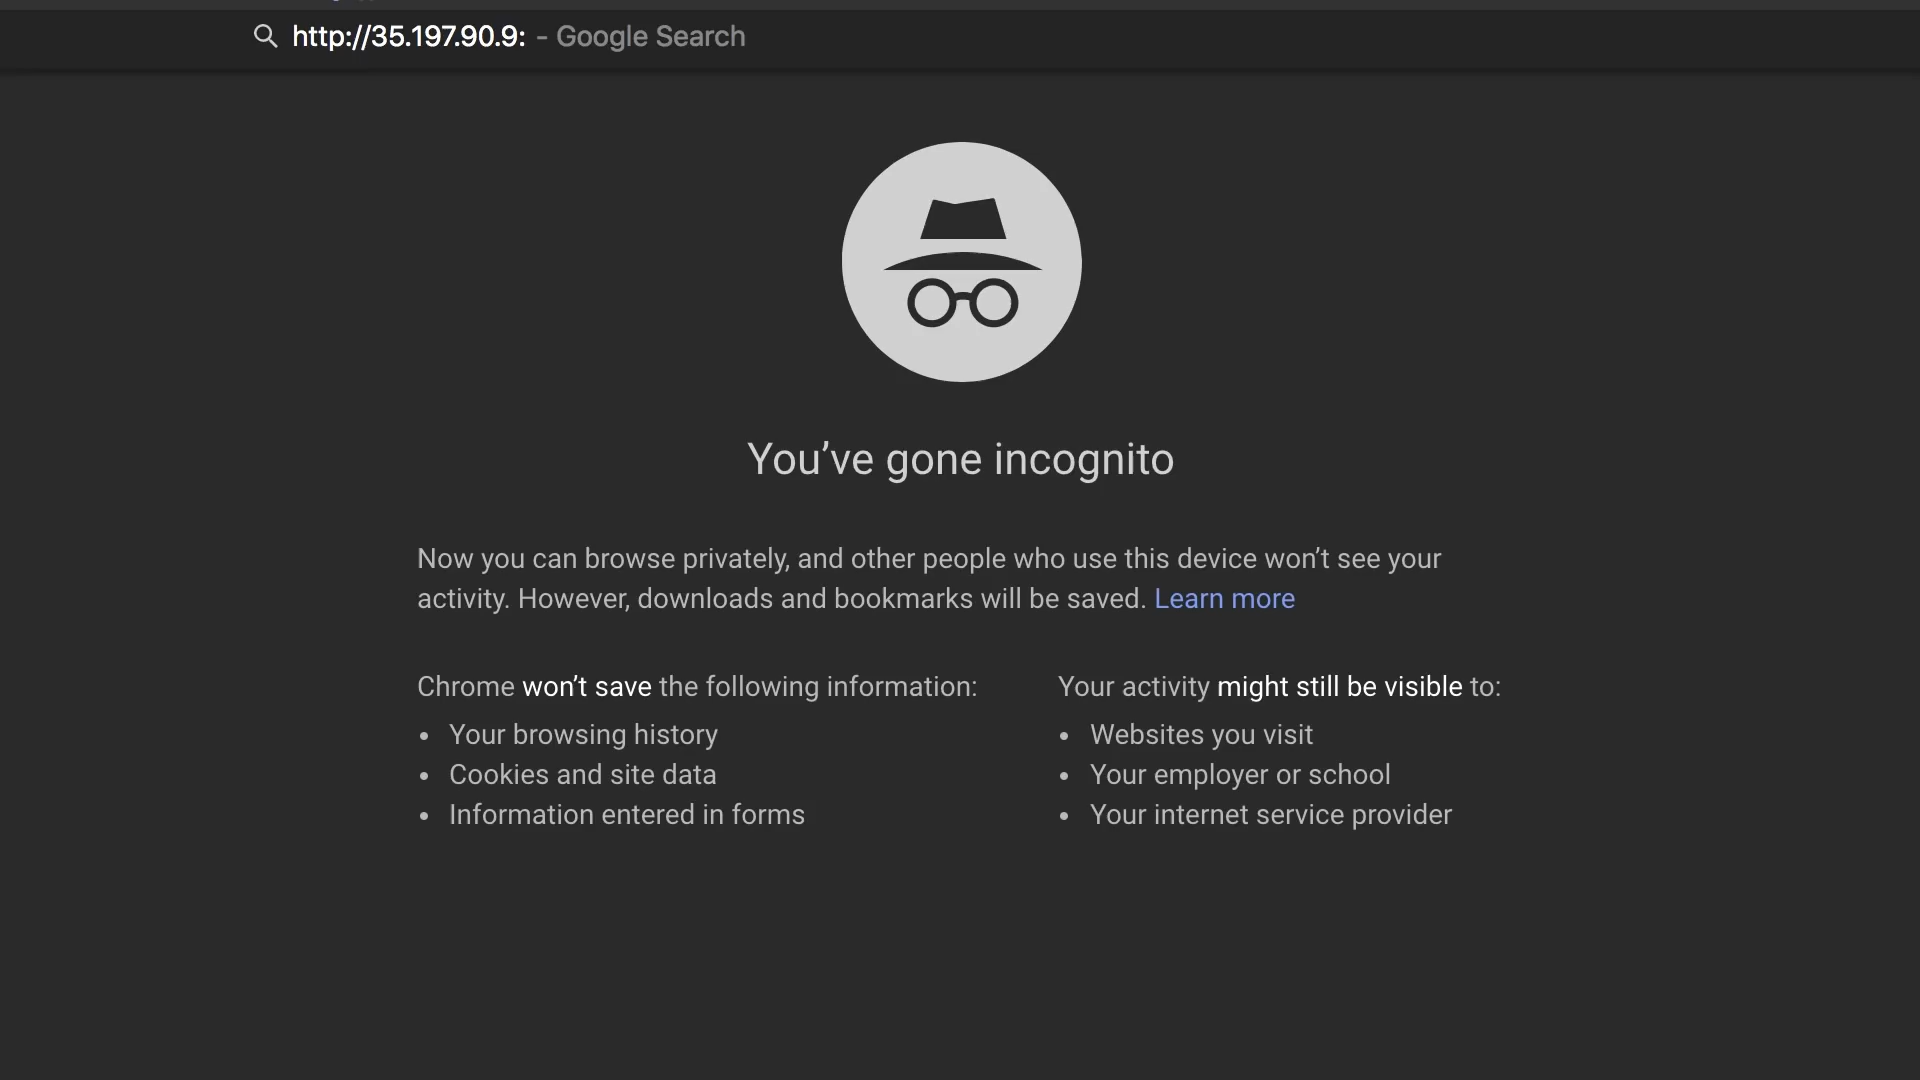 http://35.197.90.9: – Google Search
You’ve gone incognito
Now you can browse privately, and other people who use this device won’t see your
activity. However, downloads and bookmarks will be saved. Learn more
Chrome won’t save the following information:
• Your browsing history
• Cookies and site data
• Information entered in forms
Your activity might still be visible to:
• Websites you visit
• Your employer or school
• Your internet service provider